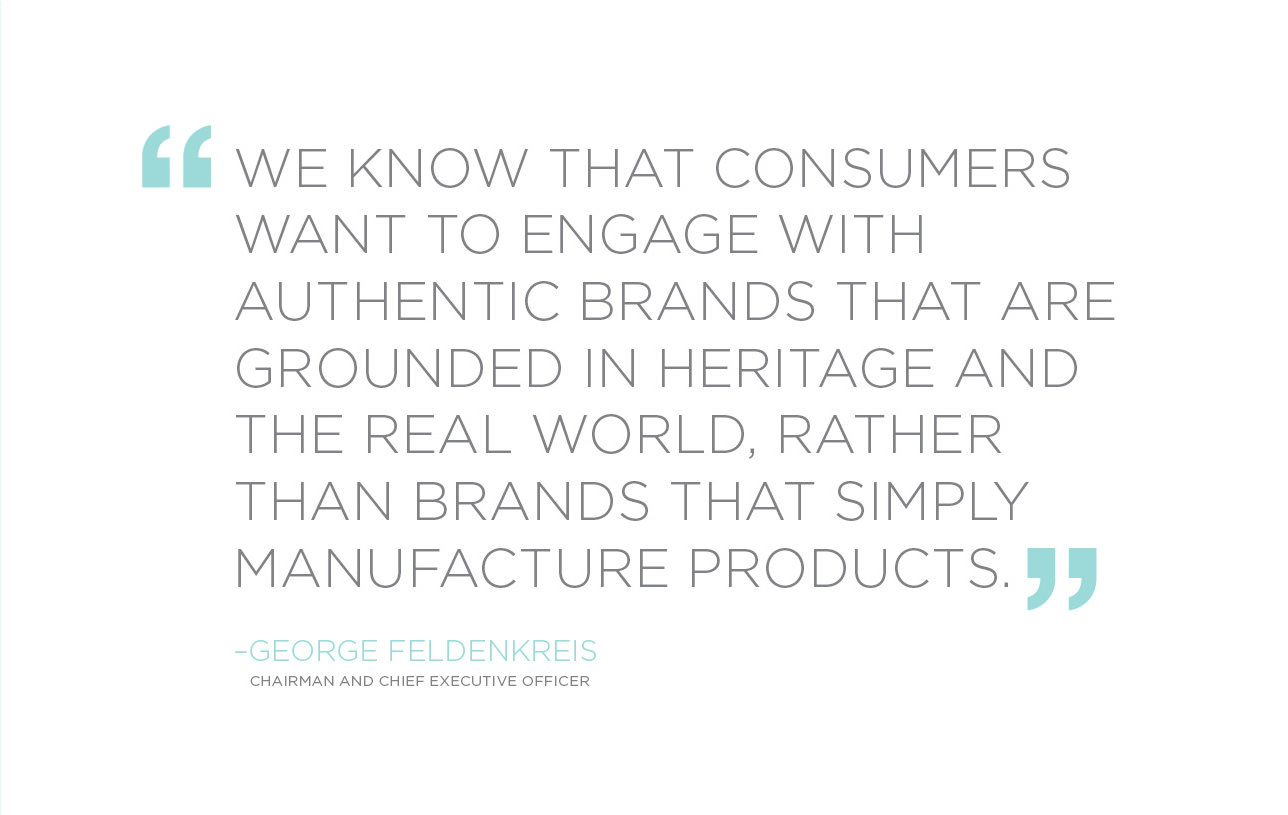 “WE KNOW THAT CONSUMERS
WANT TO ENGAGE WITH
AUTHENTIC BRANDS THAT ARE
GROUNDED IN HERITAGE AND
THE REAL WORLD, RATHER
THAN BRANDS THAT SIMPLY
MANUFACTURE PRODUCTS.”
–GEORGE FELDENKREIS
CHAIRMAN AND CHIEF EXECUTIVE OFFICER